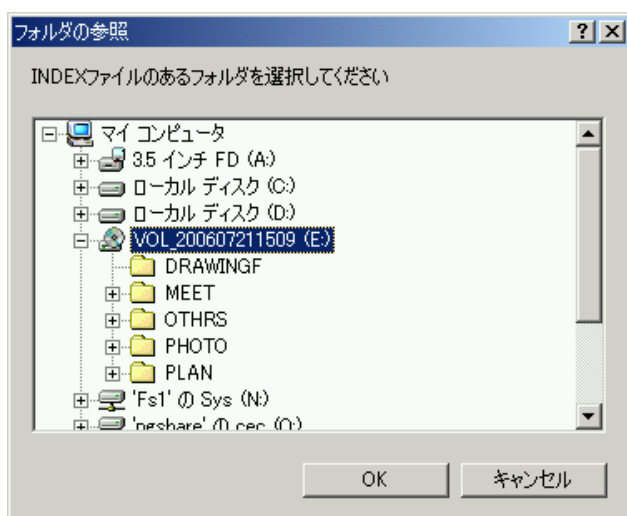 フォルダの参照
INDEXファイルのあるフォルダを選択してください
マイ コンピュータ
3.5 インチ FD (A:)
ローカル ディスク (C:)
ローカル ディスク (D:)
VOL_200607211509 (E:)
DRAWINGF
MEET
OTHRS
PHOTO
PLAN
'Fs1' の Sys (N:)
'ngshare' の cec (O:)
OK
キャンセル